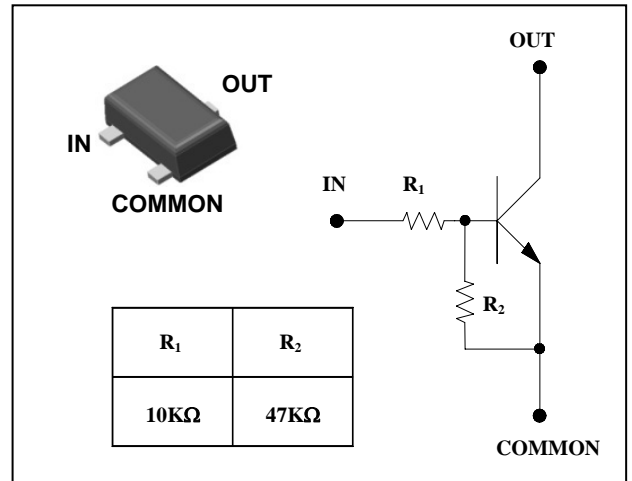 OUT
OUT
IN
COMMON
IN
R₁
R₂
R₁ R₂
10KΩ 47KΩ
COMMON